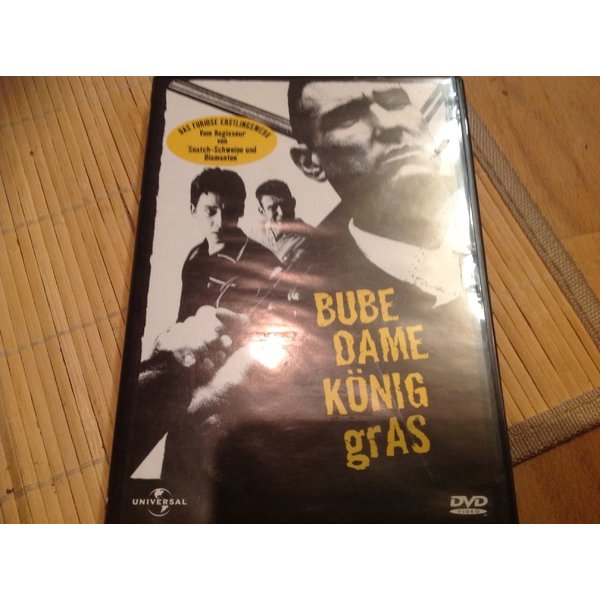 DAS FURIOSE ERSTLINGSWERK
Vom Regisseur
von
Snatch-Schweine und
Diamanten
BUBE
DAME
KÖNIG
grAS
UNIVERSAL
DVD
VIDEO